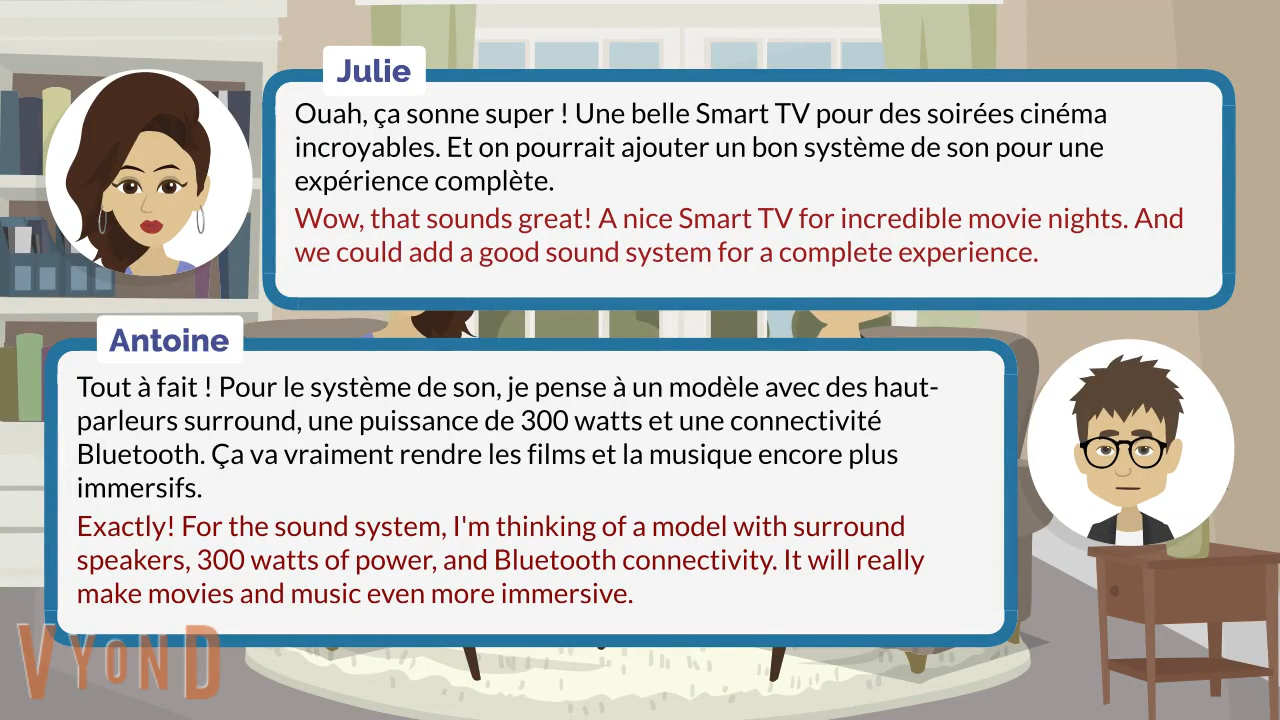 Julie
Ouah, ça sonne super ! Une belle Smart TV pour des soirées cinéma
incroyables. Et on pourrait ajouter un bon système de son pour une
expérience complète.
Wow, that sounds great! A nice Smart TV for incredible movie nights. And
we could add a good sound system for a complete experience.
Antoine
Tout à fait ! Pour le système de son, je pense à un modèle avec des haut-
parleurs surround, une puissance de 300 watts et une connectivité
Bluetooth. Ça va vraiment rendre les films et la musique encore plus
immersifs.
Exactly! For the sound system, I'm thinking of a model with surround
speakers, 300 watts of power, and Bluetooth connectivity. It will really
make movies and music even more immersive.
VYOND